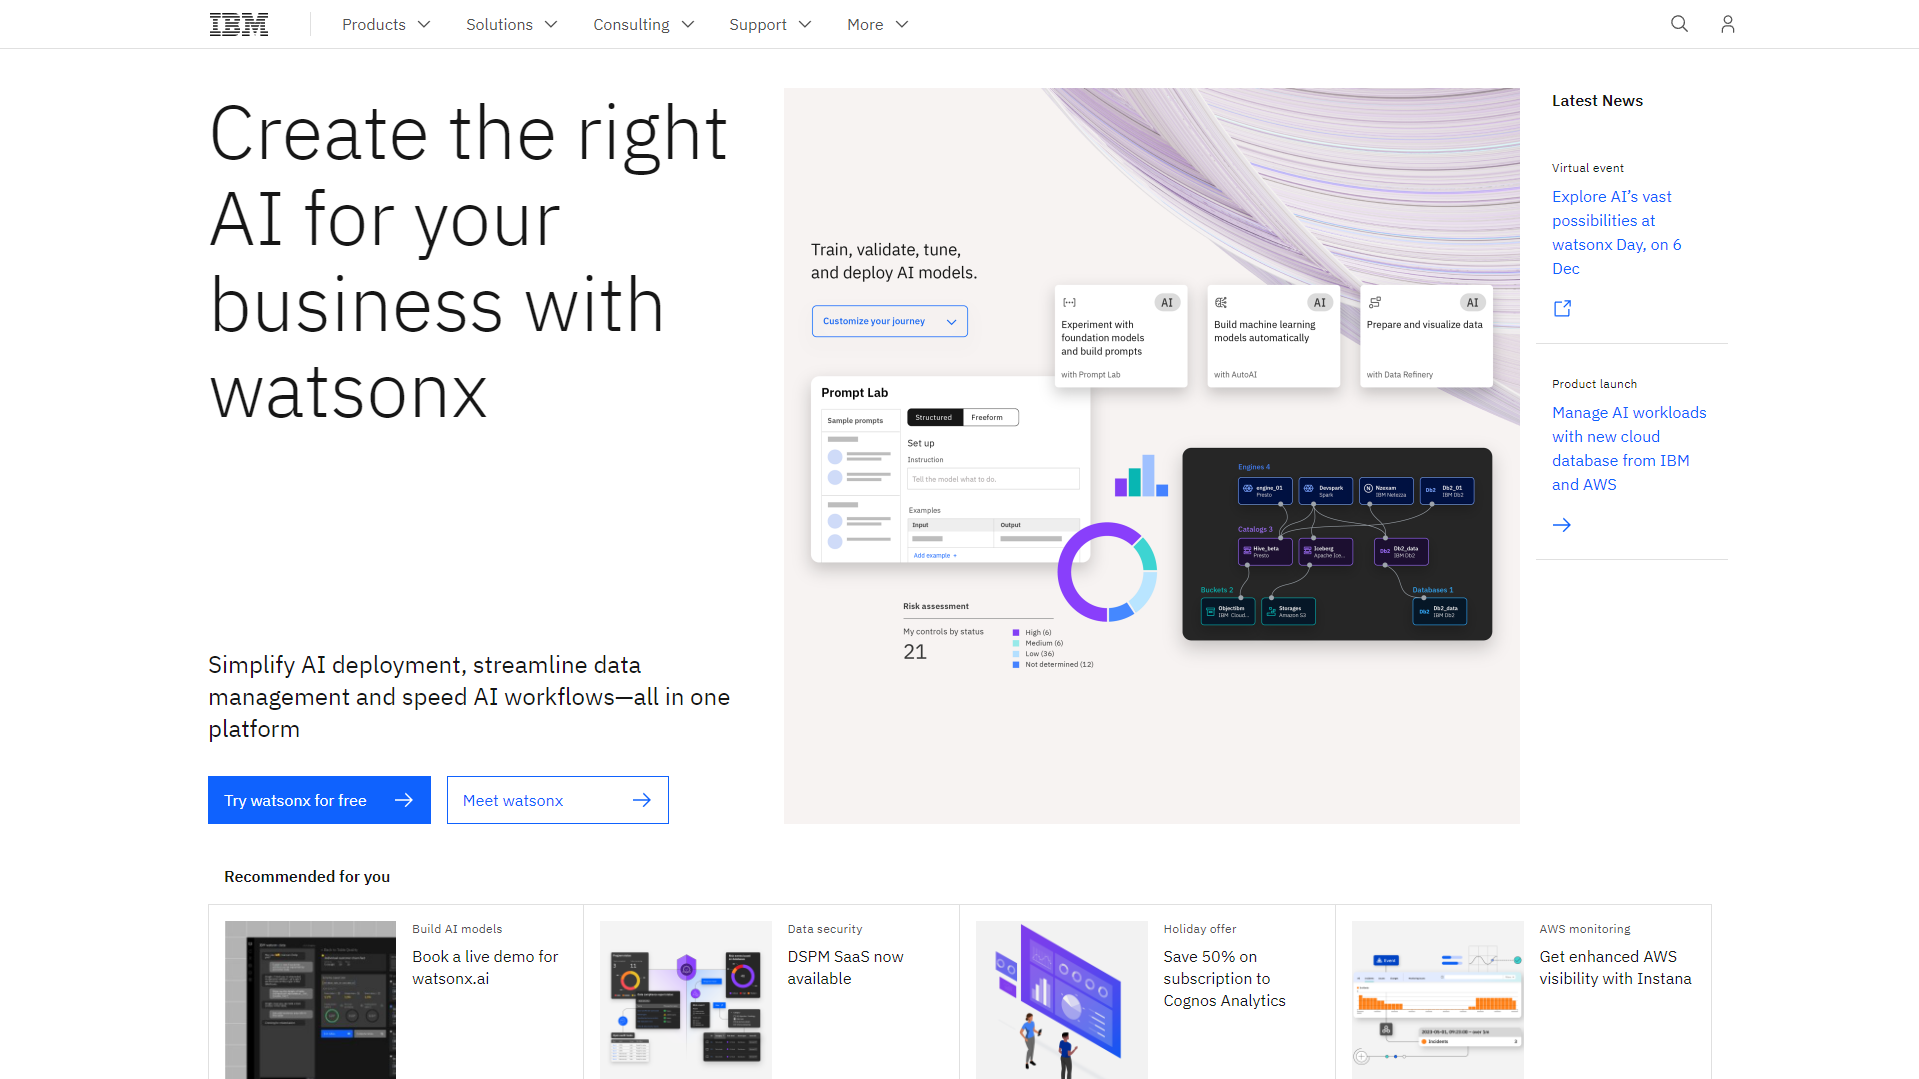 IBM
Products
Solutions
Consulting
Support
More
Create the right
AI for your
business with
watsonx
Simplify AI deployment, streamline data
management and speed AI workflows—all in one
platform
Try watsonx for free
Meet watsonx
Train, validate, tune,
and deploy AI models.
Customize your journey
AI
Experiment with
foundation models
and build prompts
with Prompt Lab
AI
Build machine learning
models automatically
with AutoAI
AI
Prepare and visualize data
with Data Refinery
Prompt Lab
Sample prompts
Structured
Freeform
Set up
Instruction
Tell the model what to do.
Examples
Input
Output
Add example +
Risk assessment
My controls by status
21
High (6)
Medium (6)
Low (36)
Not determined (12)
Engines 4
engine_01
Presto
Devspark
Spark
Nzexam
IBM Netezza
Db2
Db2_01
IBM Db2
Catalogs 3
Hive_beta
Presto
Iceberg
Apache Ice...
Db2
Db2_data
IBM Db2
Buckets 2
Objectibm
IBM Cloud...
Storages
Amazon S3
Databases 1
Db2
Db2_data
IBM Db2
Latest News
Virtual event
Explore AI’s vast
possibilities at
watsonx Day, on 6
Dec
Product launch
Manage AI workloads
with new cloud
database from IBM
and AWS
Recommended for you
Build AI models
Book a live demo for
watsonx.ai
Data security
DSPM SaaS now
available
Holiday offer
Save 50% on
subscription to
Cognos Analytics
Event
Incidents
3
AWS monitoring
Get enhanced AWS
visibility with Instana